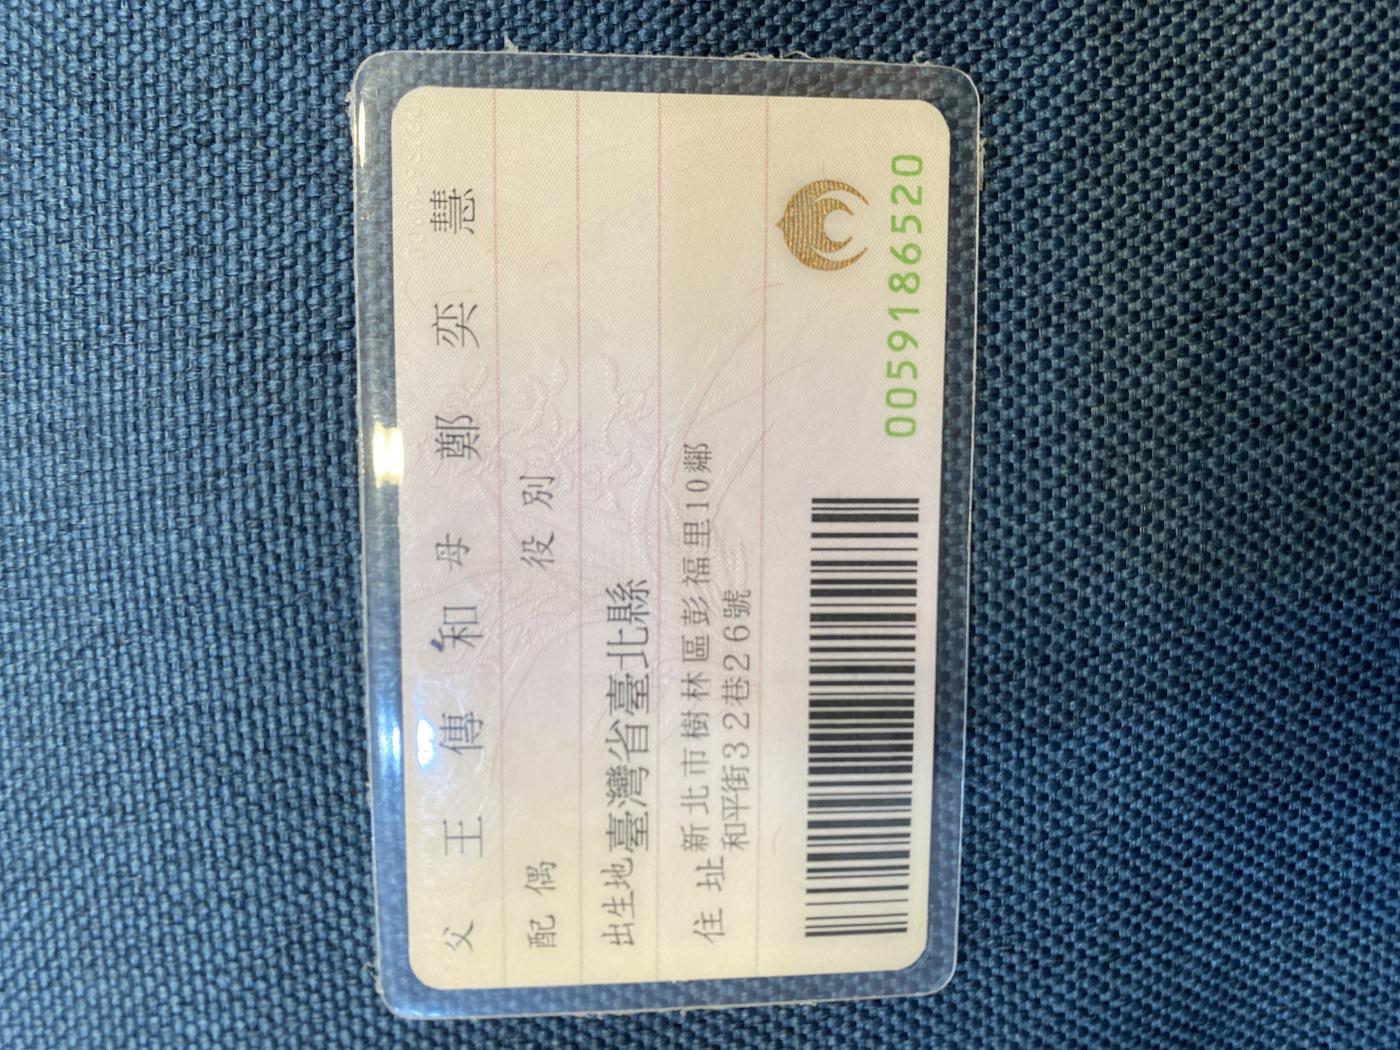 父 王傳和 母 鄭奕慧
配偶 役別
出生地 臺灣省臺北縣
住址 新北市樹林區彭福里10鄰
和平街32巷26號
0059186520